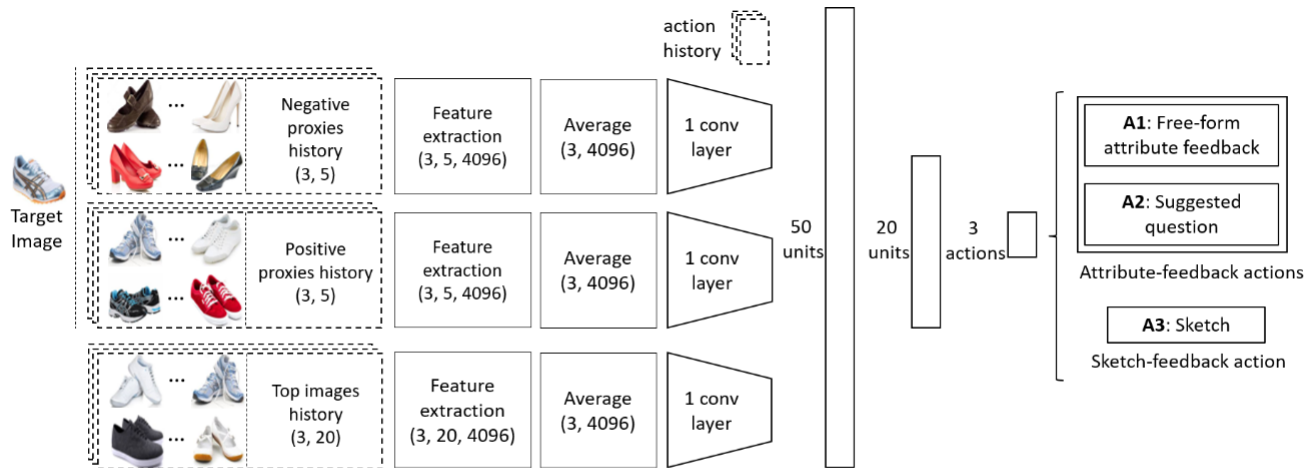 Target
Image
...
Negative
proxies
history
(3, 5)
...
Feature
extraction
(3, 5, 4096)
Average
(3, 4096)
action
history
1 conv
layer
...
Positive
proxies history
(3, 5)
...
Feature
extraction
(3, 5, 4096)
Average
(3, 4096)
1 conv
layer
...
Top images
history
(3, 20)
...
Feature
extraction
(3, 20, 4096)
Average
(3, 4096)
1 conv
layer
50
units
20
units
3
actions
A1: Free-form
attribute feedback
A2: Suggested
question
Attribute-feedback actions
A3: Sketch
Sketch-feedback action